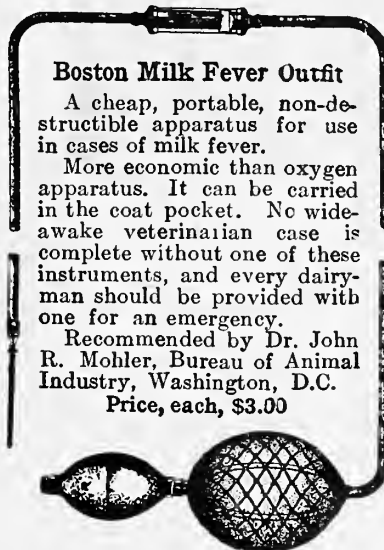 Boston Milk Fever Outfit
A cheap, portable, non-de-
structible apparatus for use
in cases of milk fever.
More economic than oxygen
apparatus. It can be carried
in the coat pocket. No wide-
awake veterinaiian case is
complete without one of these
instruments, and every dairy-
man should be provided with
one for an emergency.
Recommended by Dr. John
R. Mohler, Bureau of Animal
Industry, Washington, D.C.
Price, each, $3.00